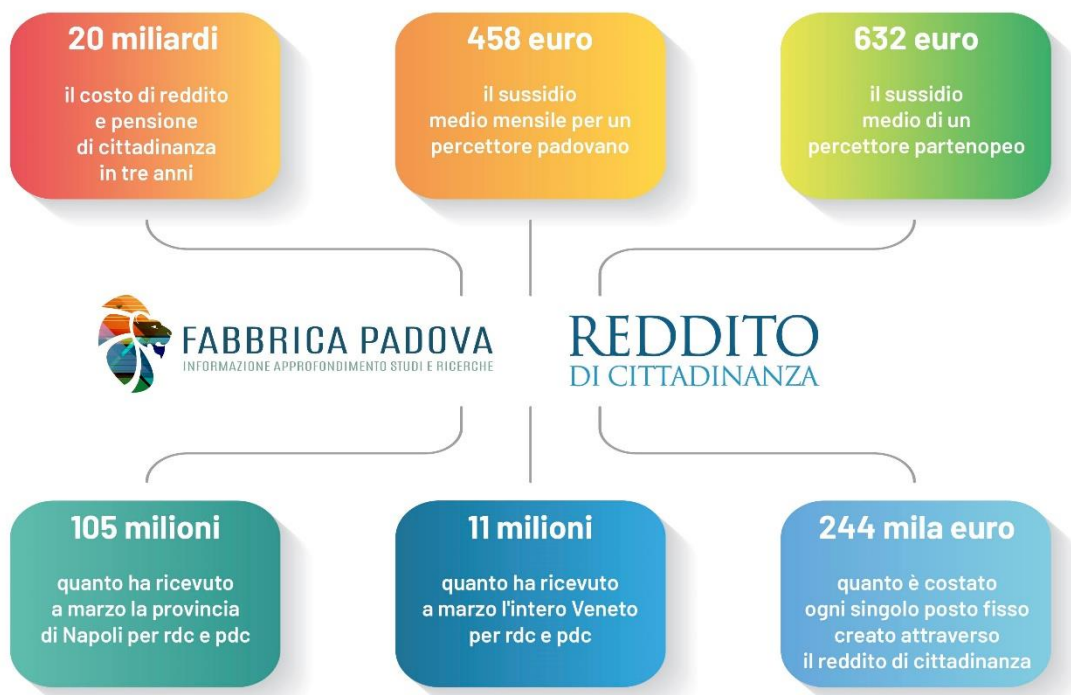 20 miliardi
il costo di reddito
e pensione
di cittadinanza
in tre anni
458 euro
il sussidio
medio mensile per un
percettore padovano
632 euro
il sussidio
medio di un
percettore partenopeo
FABBRICA PADOVA
INFORMAZIONE APPROFONDIMENTO STUDI E RICERCHE
REDDITO
DI CITTADINANZA
105 milioni
quanto ha ricevuto
a marzo la provincia
di Napoli per rdc e pdc
11 milioni
quanto ha ricevuto
a marzo l'intero Veneto
per rdc e pdc
244 mila euro
quanto è costato
ogni singolo posto fisso
creato attraverso
il reddito di cittadinanza